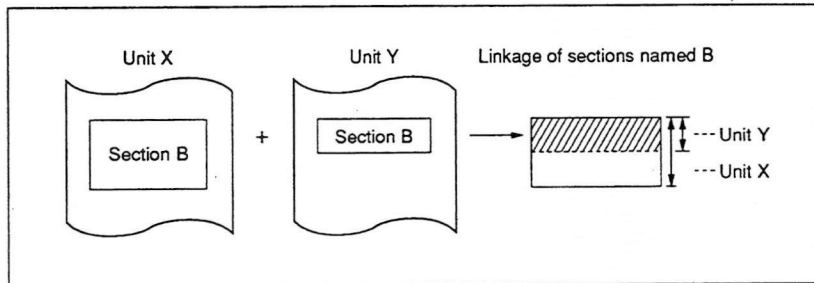 Unit X
Unit Y
Linkage of sections named B
Section B
+
Section B
--- Unit Y
--- Unit X